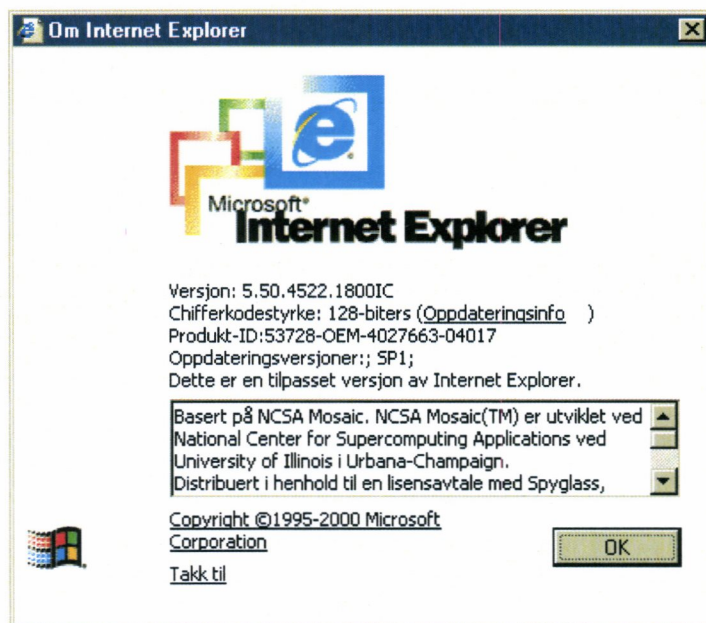 Om Internet Explorer
Microsoft®
Internet Explorer
Versjon: 5.50.4522.1800IC
Chifferkodestyrke: 128-biters (Oppdateringsinfo )
Produkt-ID:53728-OEM-4027663-04017
Oppdateringsversjoner:; SP1;
Dette er en tilpasset versjon av Internet Explorer.
Basert på NCSA Mosaic. NCSA Mosaic(TM) er utviklet ved
National Center for Supercomputing Applications ved
University of Illinois i Urbana-Champaign.
Distribuert i henhold til en lisensavtale med Spyglass,
Copyright ©1995-2000 Microsoft
Corporation
OK
Takk til